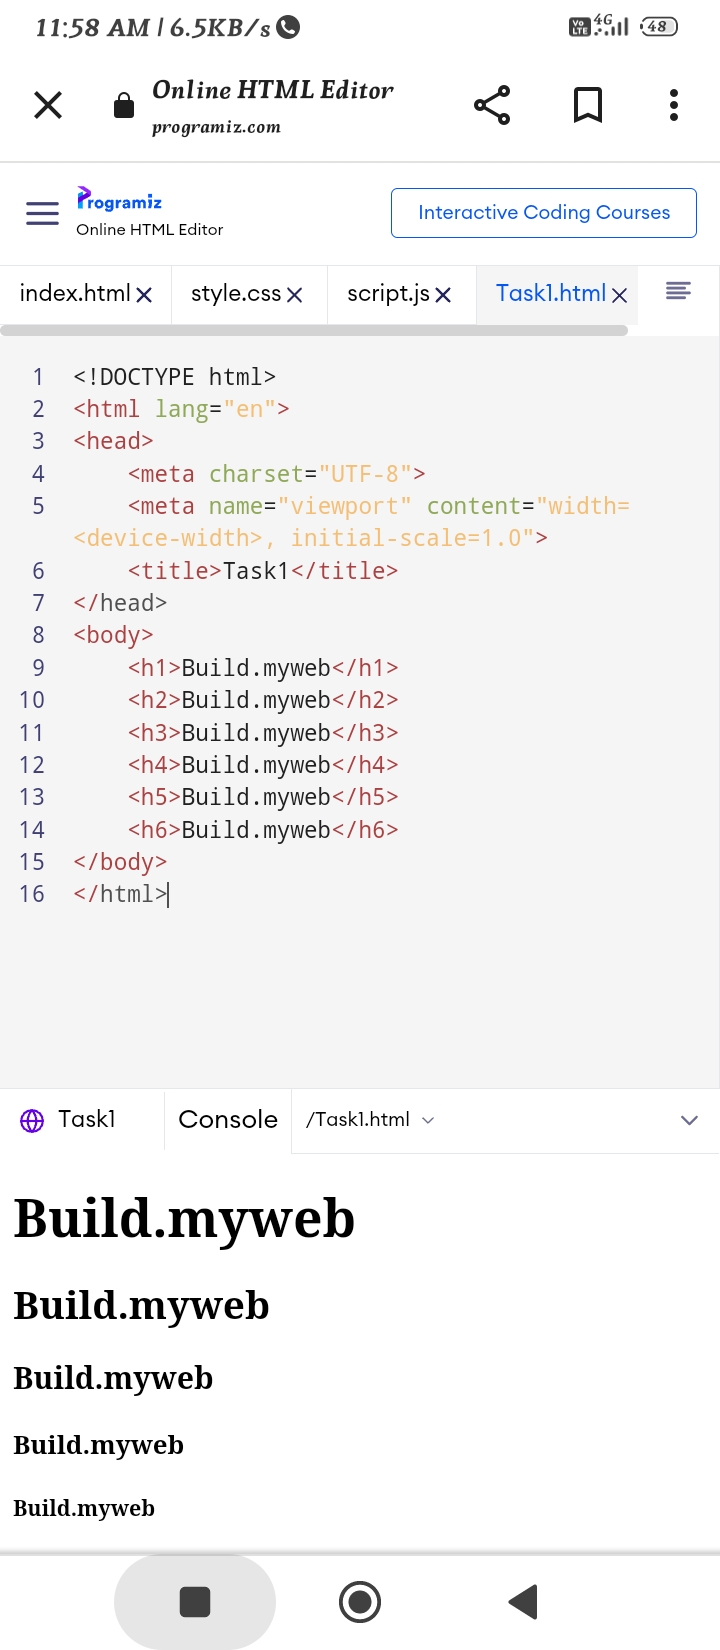 11:58 AM | 6.5KB/s
Vo LTE 4G 48
Online HTML Editor
programiz.com
Programiz
Online HTML Editor
Interactive Coding Courses
index.html style.css script.js Task1.html
1 <!DOCTYPE html>
2 <html lang="en">
3 <head>
4     <meta charset="UTF-8">
5     <meta name="viewport" content="width=
<device-width>, initial-scale=1.0">
6     <title>Task1</title>
7 </head>
8 <body>
9     <h1>Build.myweb</h1>
10     <h2>Build.myweb</h2>
11     <h3>Build.myweb</h3>
12     <h4>Build.myweb</h4>
13     <h5>Build.myweb</h5>
14     <h6>Build.myweb</h6>
15 </body>
16 </html>
Task1 Console /Task1.html
Build.myweb
Build.myweb
Build.myweb
Build.myweb
Build.myweb